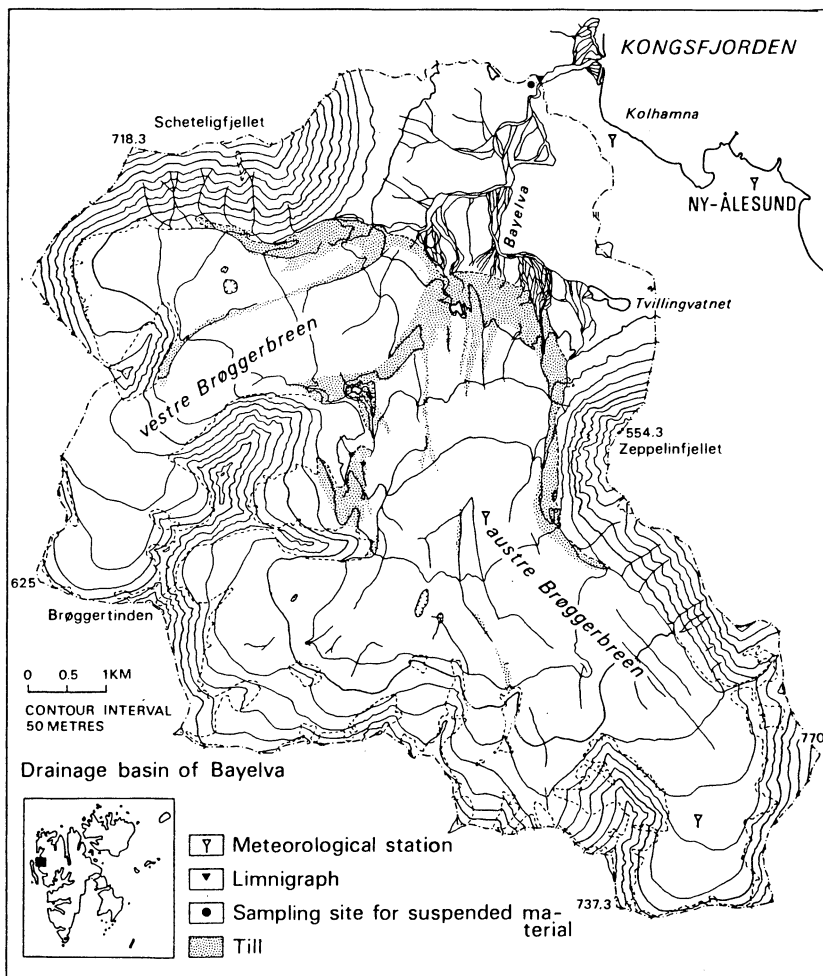 KONGSFJORDEN
Scheteligfjellet
718.3
Kolhamna
NY-ÅLESUND
Bayelva
Tvillingvatnet
vestre Brøggerbreen
554.3
Zeppelinfjellet
austre Brøggerbreen
625
Brøggertinden
0 0.5 1KM
CONTOUR INTERVAL
50 METRES
770
Drainage basin of Bayelva
Meteorological station
Limnigraph
Sampling site for suspended ma-
terial
Till
737.3